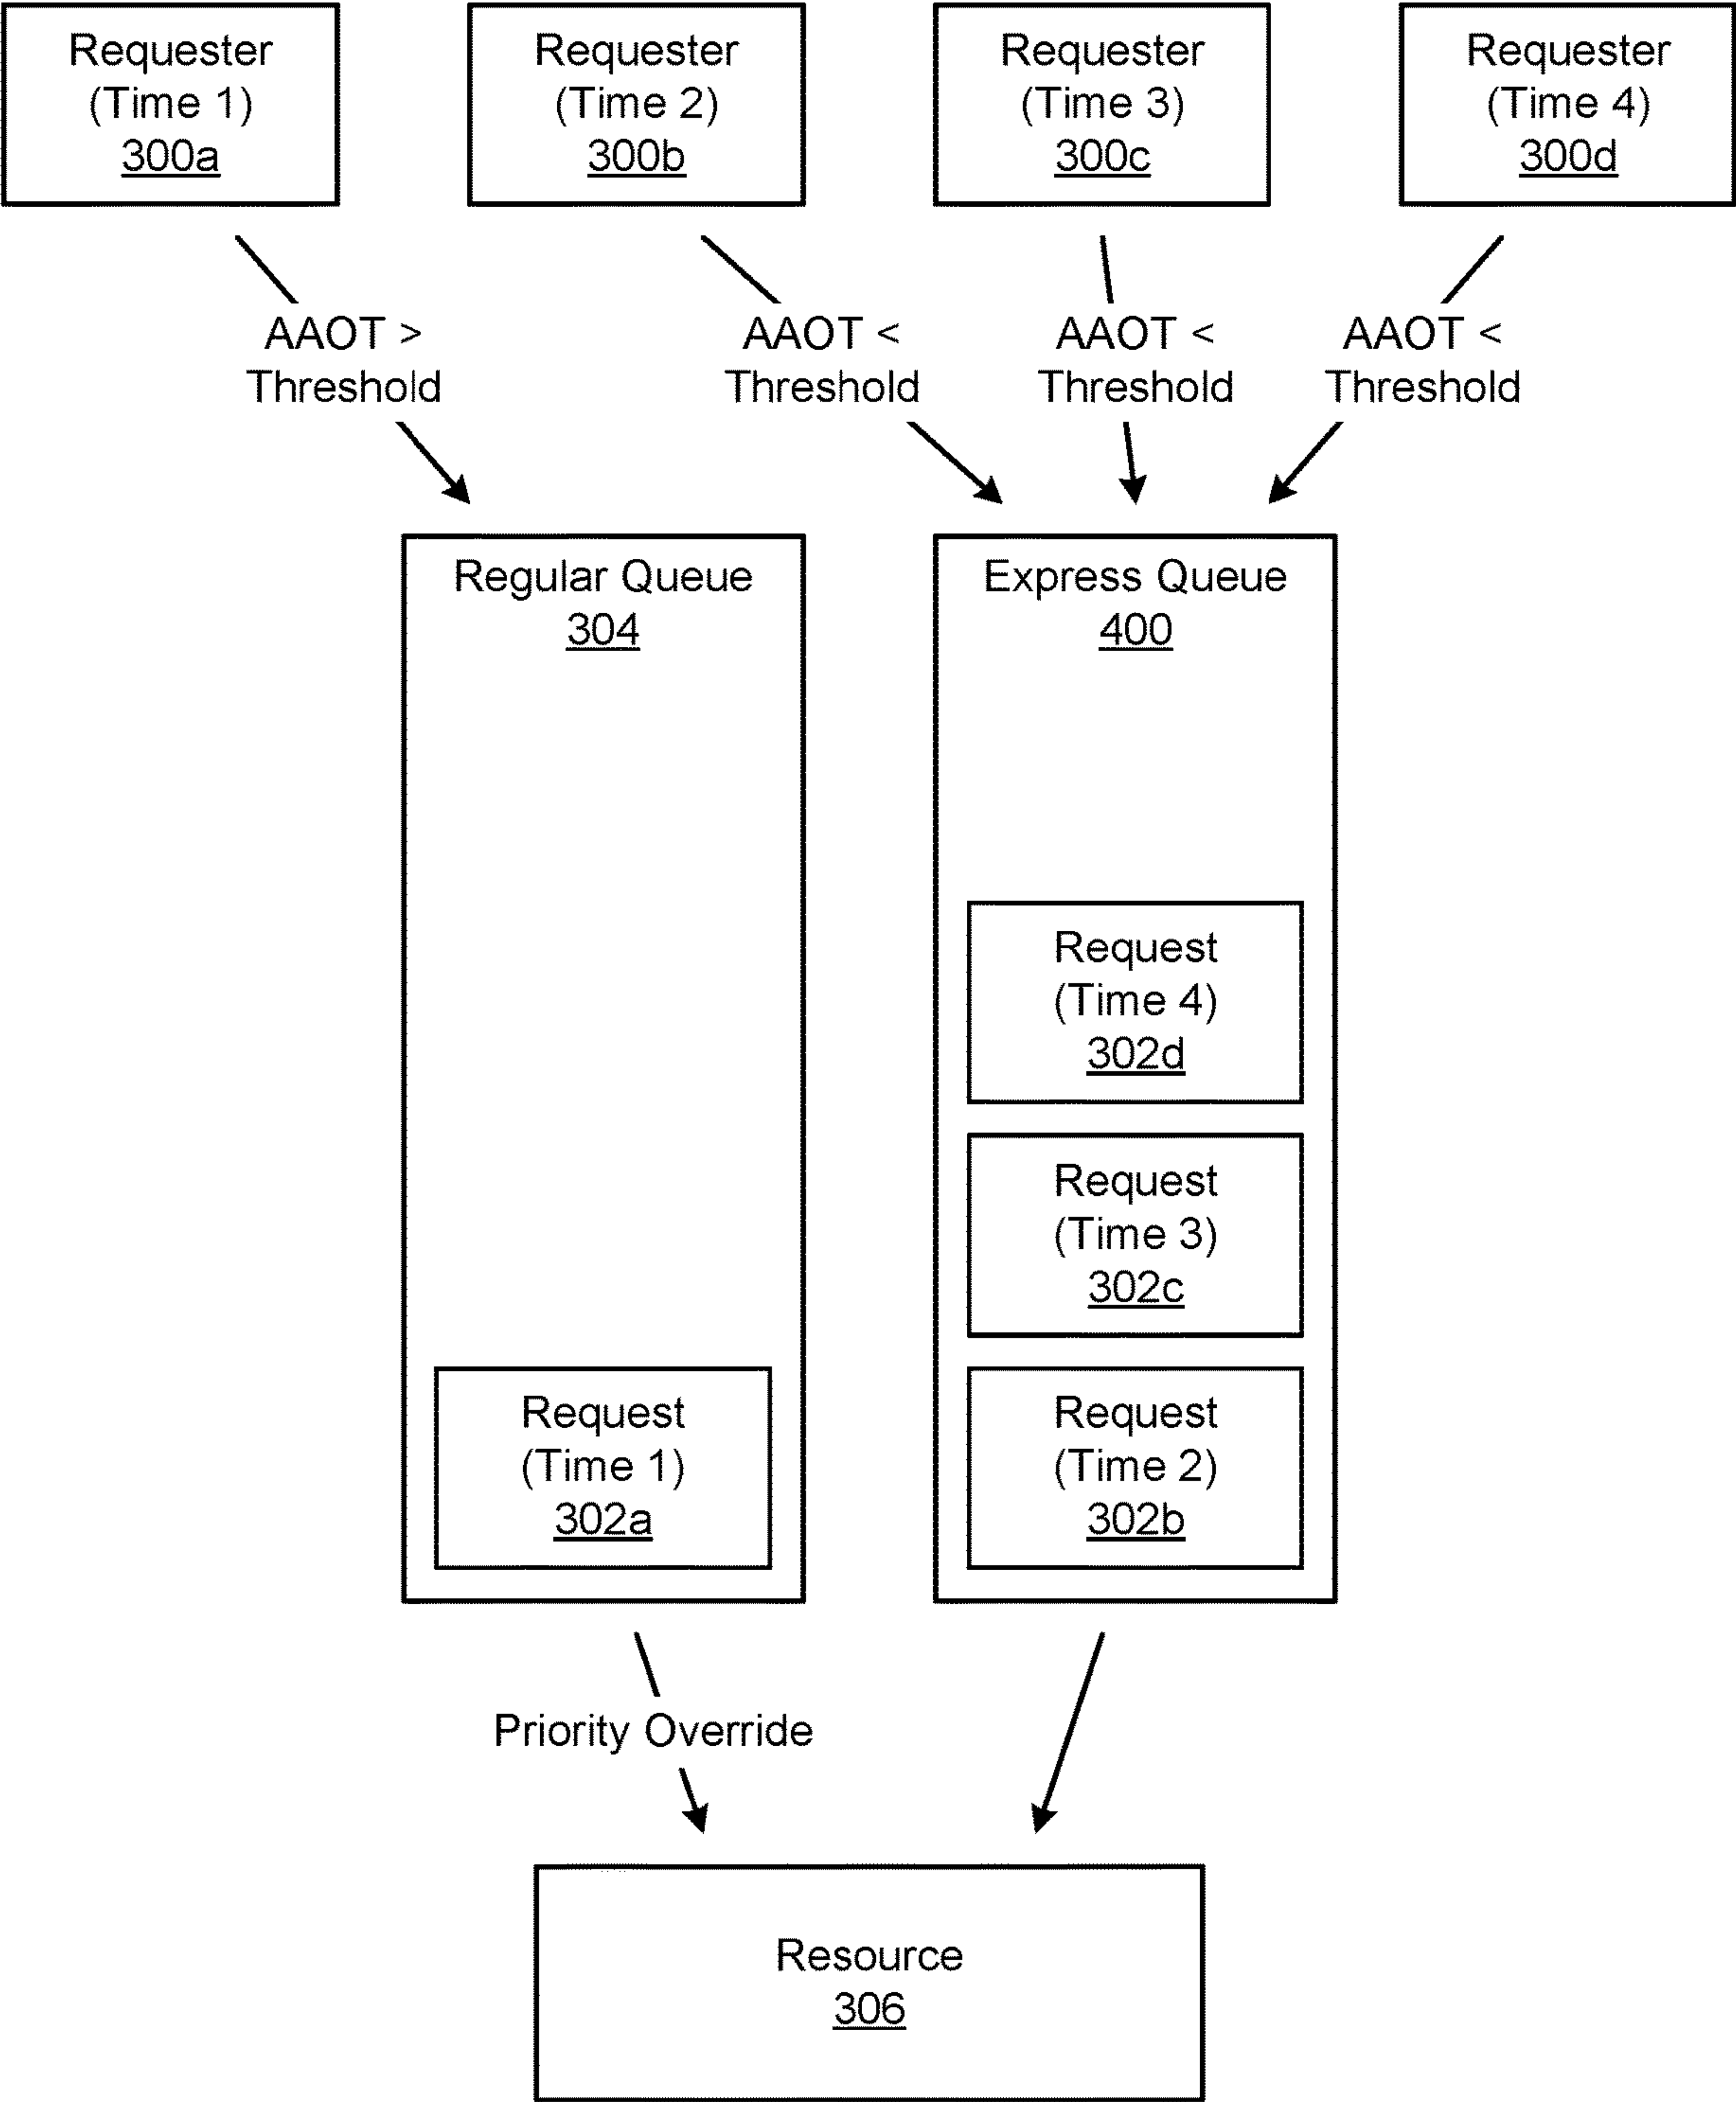 Requester
(Time 1)
300a
Requester
(Time 2)
300b
Requester
(Time 3)
300c
Requester
(Time 4)
300d
AAOT >
Threshold
AAOT <
Threshold
AAOT <
Threshold
AAOT <
Threshold
Regular Queue
304
Express Queue
400
Request
(Time 4)
302d
Request
(Time 3)
302c
Request
(Time 1)
302a
Request
(Time 2)
302b
Priority Override
Resource
306